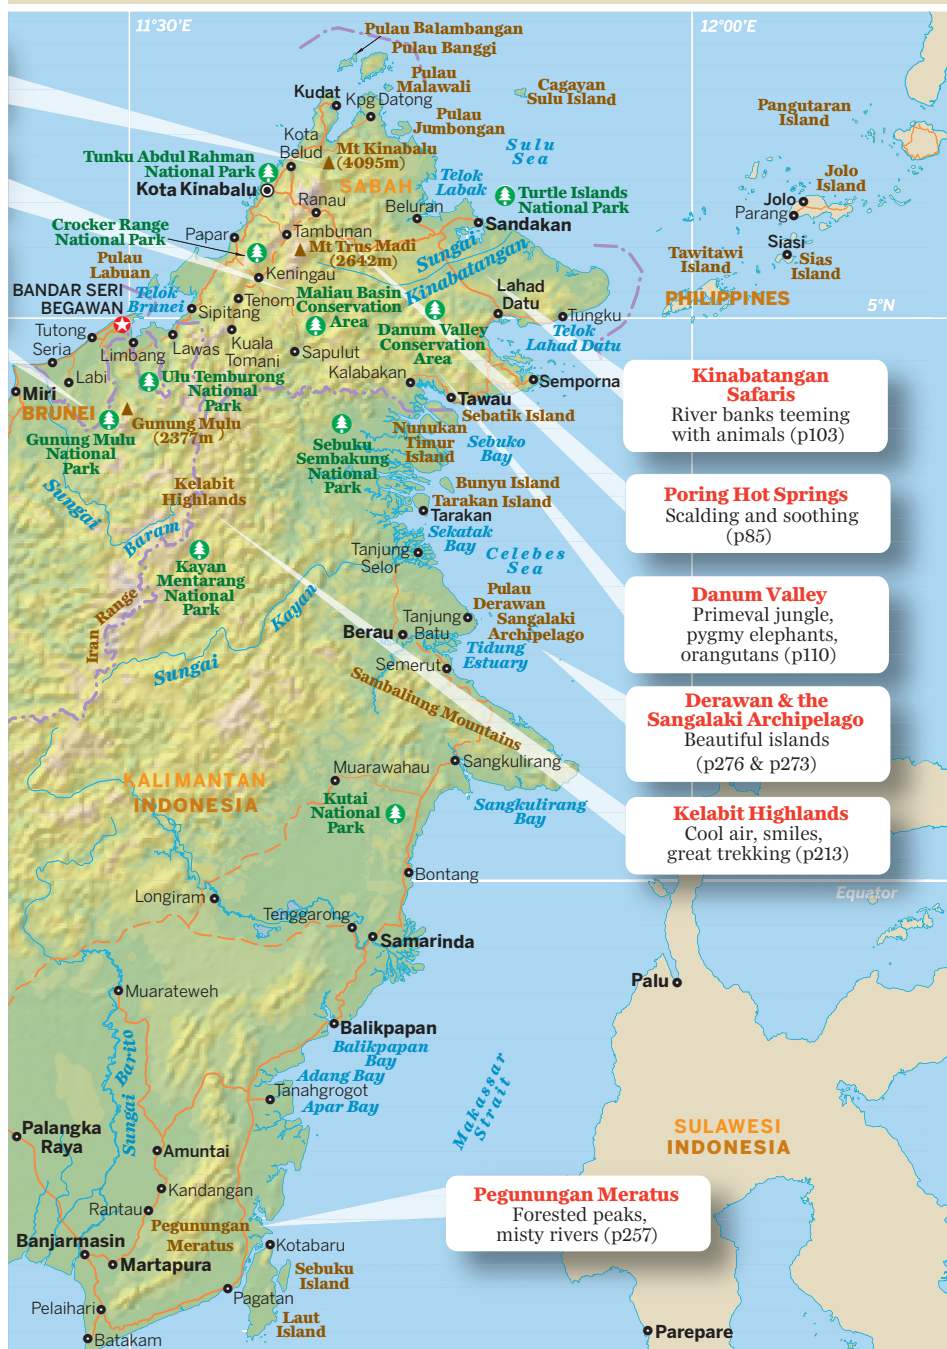 11°30'E
12°00'E
Pulau Balambangan
Pulau Banggi
Pulau
Malawali
Cagayan
Sulu Island
Kudat
Kpg Datong
Pangutaran
Island
Pulau
Jumbongan
Kota
Belud
Sulu
Sea
Mt Kinabalu
(4095m)
Tunku Abdul Rahman
National Park
Kota Kinabalu
SABAH
Telok
Labak
Jolo
Island
Turtle Islands
National Park
Ranau
Beluran
Jolo
Parang
Sandakan
Crocker Range
National Park
Papar
Tambunan
Mt Trus Madi
(2642m)
Sungai
Kinabatangan
Siasi
Sias
Island
Tawitawi
Island
Pulau
Labuan
Keningau
BANDAR SERI
BEGAWAN
Telok
Brunei
Tenom
Maliau Basin
Conservation
Area
Lahad
Datu
PHILIPPINES
5°N
Sipitang
Tungku
Tutong
Danum Valley
Conservation
Area
Telok
Lahad Datu
Seria
Limbang
Lawas
Kuala
Tomani
Sapulut
Kalabakan
Labi
Ulu Temburong
National
Park
Semporna
Miri
Tawau
BRUNEI
Sebatik Island
Gunung Mulu
(2377m )
Gunung Mulu
National
Park
Nunukan
Timur
Island
Sebuku
Sembakung
National
Park
Sebuko
Bay
Kinabatangan
Safaris
River banks teeming
with animals (p103)
Kelabit
Highlands
Bunyu Island
Tarakan Island
Tarakan
Sungai
Baram
Sekatak
Bay
Poring Hot Springs
Scalding and soothing
(p85)
Celebes
Sea
Tanjung
Selor
Kayan
Mentarang
National
Park
Iran Range
Kayan
Sungai
Pulau
Derawan
Sangalaki
Archipelago
Tanjung
Batu
Berau
Tidung
Estuary
Danum Valley
Primeval jungle,
pygmy elephants,
orangutans (p110)
Semerut
Sambaliung Mountains
Derawan & the
Sangalaki Archipelago
Beautiful islands
(p276 & p273)
Sangkulirang
Muarawahau
KALIMANTAN
INDONESIA
Kutai
National
Park
Sangkulirang
Bay
Kelabit Highlands
Cool air, smiles,
great trekking (p213)
Bontang
Equator
Longiram
Tenggarong
Samarinda
Palu
Muarateweh
Balikpapan
Balikpapan
Bay
Adang Bay
Tanahgrogot
Apar Bay
Sungai Barito
Makassar
Strait
Palangka
Raya
SULAWESI
INDONESIA
Amuntai
Kandangan
Rantau
Pegunungan
Meratus
Pegunungan Meratus
Forested peaks,
misty rivers (p257)
Banjarmasin
Kotabaru
Martapura
Sebuku
Island
Pagatan
Pelaihari
Laut
Island
Batakam
Parepare